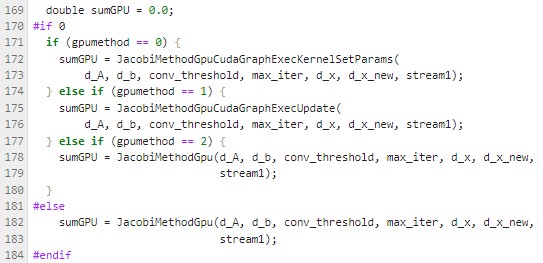 169 double sumGPU = 0.0;
170 #if 0
171 if (gpumethod == 0) {
172 sumGPU = JacobiMethodGpuCudaGraphExecKernelSetParams(
173 d_A, d_b, conv_threshold, max_iter, d_x, d_x_new, stream1);
174 } else if (gpumethod == 1) {
175 sumGPU = JacobiMethodGpuCudaGraphExecUpdate(
176 d_A, d_b, conv_threshold, max_iter, d_x, d_x_new, stream1);
177 } else if (gpumethod == 2) {
178 sumGPU = JacobiMethodGpu(d_A, d_b, conv_threshold, max_iter, d_x, d_x_new,
179 stream1);
180 }
181 #else
182 sumGPU = JacobiMethodGpu(d_A, d_b, conv_threshold, max_iter, d_x, d_x_new,
183 stream1);
184 #endif